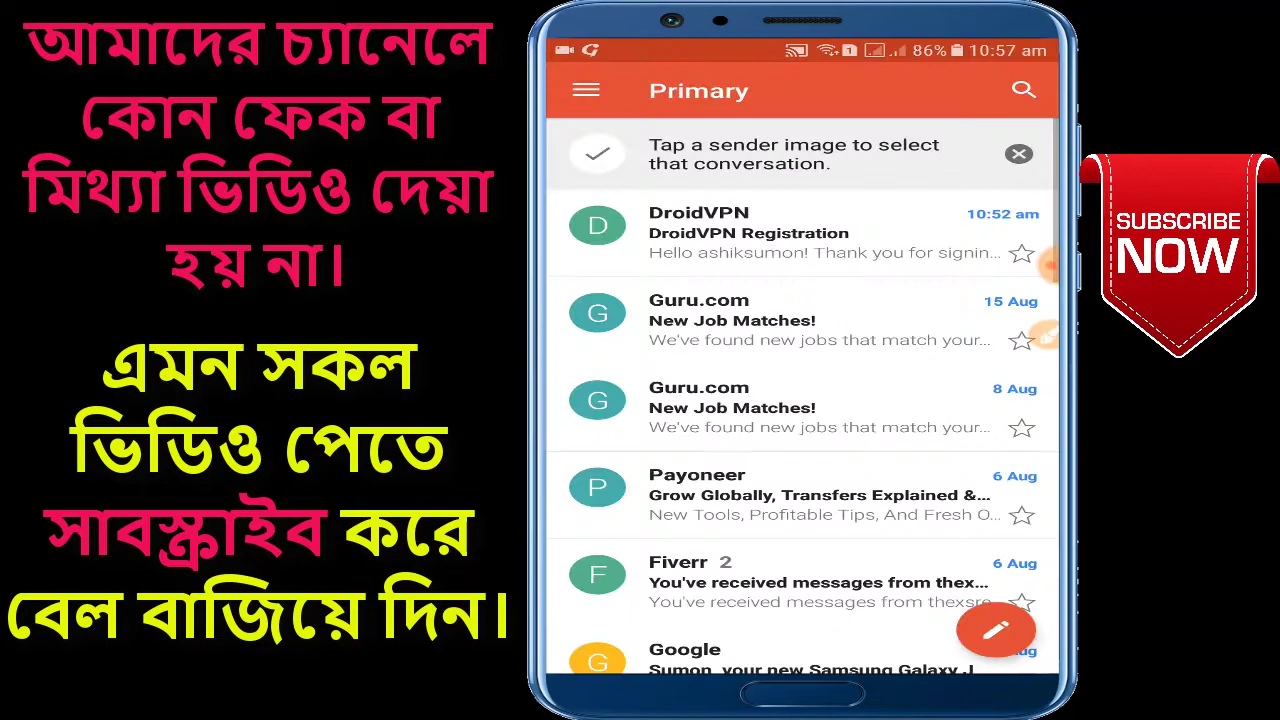 আমাদের চ্যানেলে
কোন ফেক বা
মিথ্যা ভিডিও দেয়া
হয় না।
এমন সকল
ভিডিও পেতে
সাবস্ক্রাইব করে
বেল বাজিয়ে দিন।
86% 10:57 am
Primary
Tap a sender image to select
that conversation.
D
DroidVPN 10:52 am
DroidVPN Registration
Hello ashiksumon! Thank you for signin...
G
Guru.com 15 Aug
New Job Matches!
We've found new jobs that match your...
G
Guru.com 8 Aug
New Job Matches!
We've found new jobs that match your...
P
Payoneer 6 Aug
Grow Globally, Transfers Explained &...
New Tools, Profitable Tips, And Fresh O...
F
Fiverr 2 6 Aug
You've received messages from thex...
You've received messages from thexsre
G
Google Aug
Sumon, your new Samsung Galaxy J
SUBSCRIBE
NOW